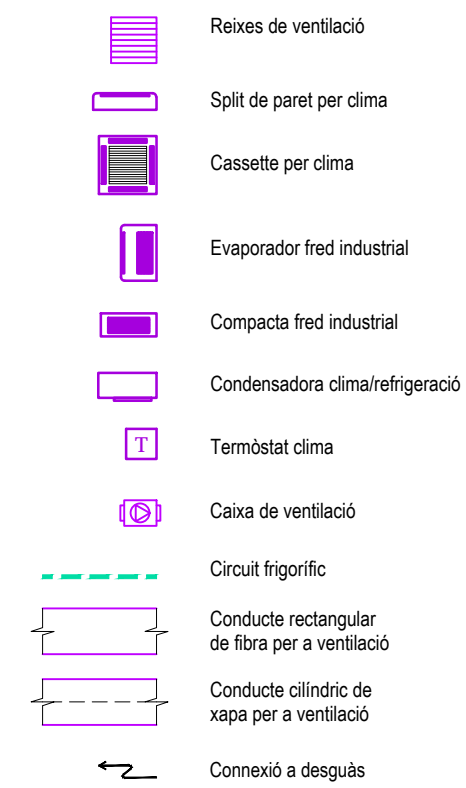 Reixes de ventilació
Split de paret per clima
Cassette per clima
Evaporador fred industrial
Compacta fred industrial
Condensadora clima/refrigeració
T
Termòstat clima
Caixa de ventilació
Circuit frigorífic
Conducte rectangular
de fibra per a ventilació
Conducte cilíndric de
xapa per a ventilació
Connexió a desguàs